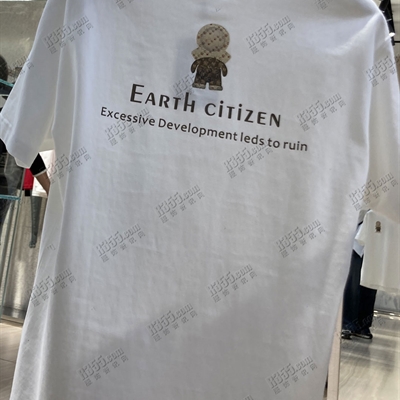 EARTH CiTiZEN
Excessive Development leds to ruin